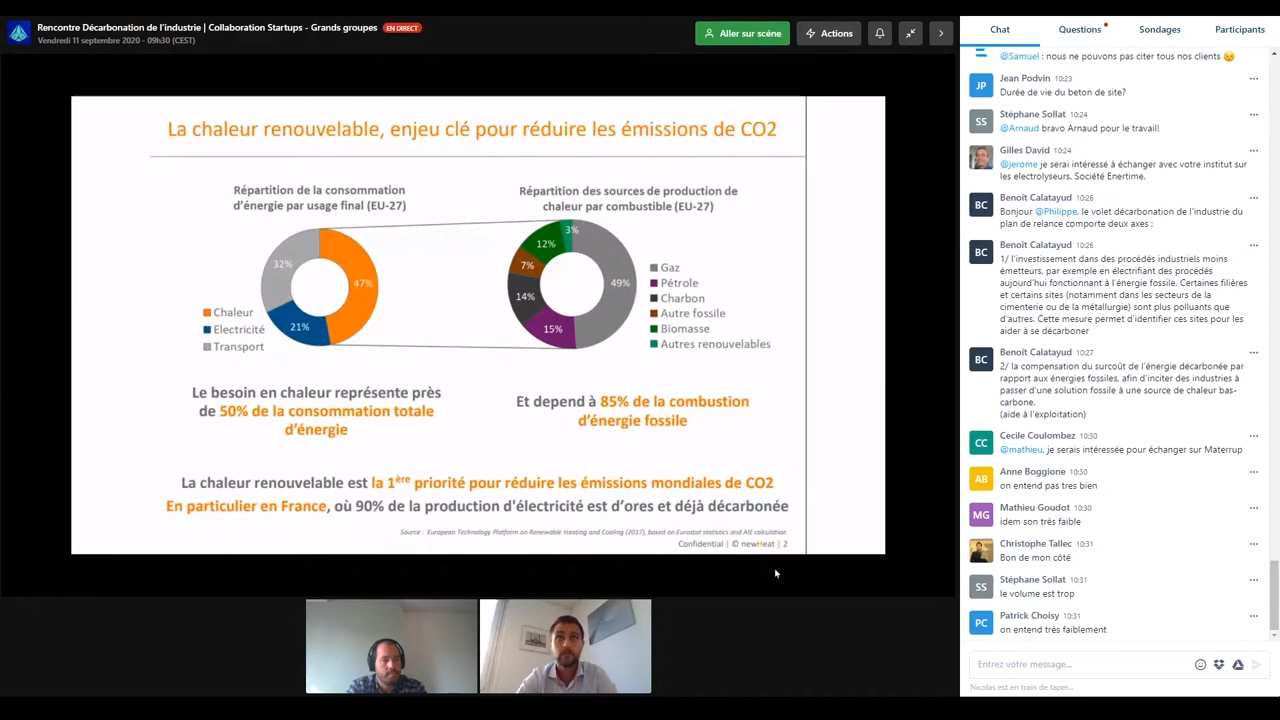 Rencontre Décarbonation de l'industrie | Collaboration Startups - Grands groupes
EN DIRECT
Vendredi 11 septembre 2020 - 09h30 (CEST)
Aller sur scène
Actions
La chaleur renouvelable, enjeu clé pour réduire les émissions de CO2
Répartition de la consommation
d'énergie par usage final (EU-27)
32%
47%
21%
Chaleur
Electricité
Transport
Répartition des sources de production de
chaleur par combustible (EU-27)
3%
12%
7%
14%
15%
49%
Gaz
Pétrole
Charbon
Autre fossile
Biomasse
Autres renouvelables
Le besoin en chaleur représente près
de 50% de la consommation totale
d'énergie
Et depend à 85% de la combustion
d'énergie fossile
La chaleur renouvelable est la 1ère priorité pour réduire les émissions mondiales de CO2
En particulier en France, où 90% de la production d'électricité est d'ores et déjà décarbonée
Source : European Technology Platform on Renewable Heating and Cooling (2017), based on Eurostat statistics and AIE calculation
Confidential | © newHeat | 2
Chat
Questions
Sondages
Participants
@Samuel : nous ne pouvons pas citer tous nos clients 😥
JP
Jean Podvin 10:23
Durée de vie du beton de site?
SS
Stéphane Sollat 10:24
@Arnaud bravo Arnaud pour le travail!
Gilles David 10:24
@jerome je serai intéressé à échanger avec votre institut sur
les electrolyseurs. Société Enertime.
BC
Benoît Calatayud 10:26
Bonjour @Philippe, le volet décarbonation de l'industrie du
plan de relance comporte deux axes :
BC
Benoît Calatayud 10:26
1/ l'investissement dans des procédés industriels moins
émetteurs, par exemple en électrifiant des procédés
aujourd'hui fonctionnant à l'énergie fossile. Certaines filières
et certains sites (notamment dans les secteurs de la
cimenterie ou de la métallurgie) sont plus polluants que
d'autres. Cette mesure permet d'identifier ces sites pour les
aider à se décarboner
BC
Benoît Calatayud 10:27
2/ la compensation du surcoût de l'énergie décarbonée par
rapport aux énergies fossiles, afin d'inciter des industries à
passer d'une solution fossile à une source de chaleur bas-
carbone.
(aide à l'exploitation)
CC
Cecile Coulombez 10:30
@mathieu, je serais intéressée pour échanger sur Materrup
AB
Anne Boggione 10:30
on entend pas tres bien
MG
Mathieu Goudot 10:30
idem son très faible
Christophe Tallec 10:31
Bon de mon côté
SS
Stéphane Sollat 10:31
le volume est trop
PC
Patrick Choisy 10:31
on entend très faiblement
Entrez votre message...
Nicolas est en train de taper...